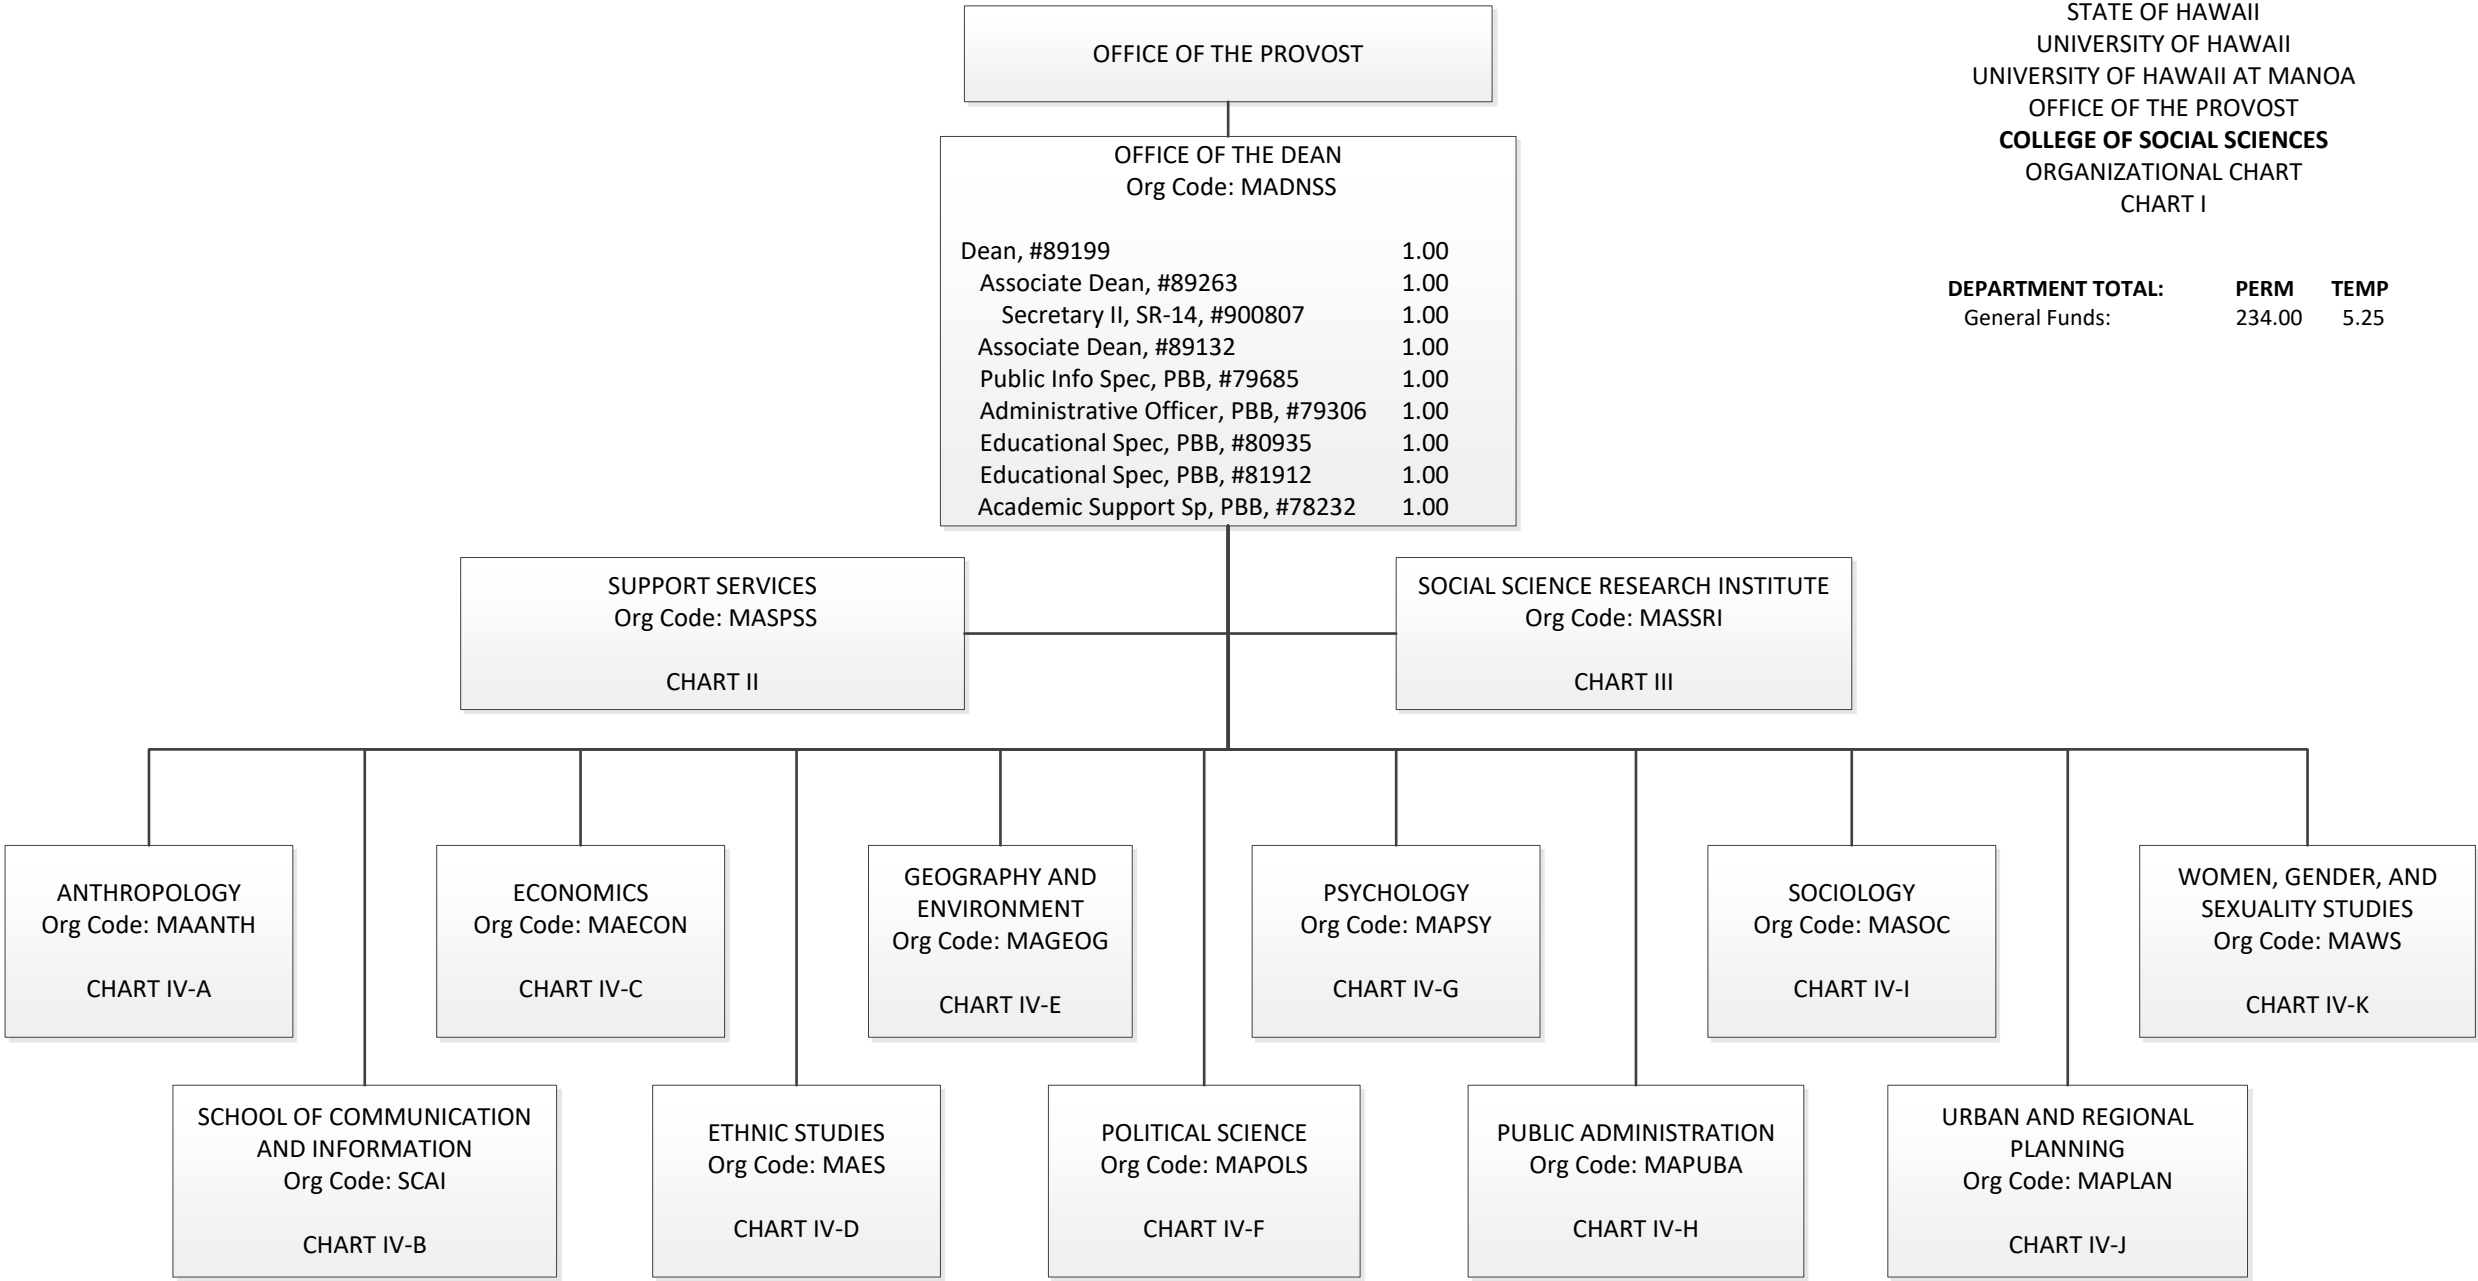 OFFICE OF THE PROVOST
STATE OF HAWAII
UNIVERSITY OF HAWAII
UNIVERSITY OF HAWAII AT MANOA
OFFICE OF THE PROVOST
COLLEGE OF SOCIAL SCIENCES
ORGANIZATIONAL CHART
CHART I
DEPARTMENT TOTAL: PERM TEMP
General Funds: 234.00 5.25
OFFICE OF THE DEAN
Org Code: MADNSS
Dean, #89199 1.00
Associate Dean, #89263 1.00
Secretary II, SR-14, #900807 1.00
Associate Dean, #89132 1.00
Public Info Spec, PBB, #79685 1.00
Administrative Officer, PBB, #79306 1.00
Educational Spec, PBB, #80935 1.00
Educational Spec, PBB, #81912 1.00
Academic Support Sp, PBB, #78232 1.00
SUPPORT SERVICES
Org Code: MASPSS
CHART II
SOCIAL SCIENCE RESEARCH INSTITUTE
Org Code: MASSRI
CHART III
ANTHROPOLOGY
Org Code: MAANTH
CHART IV-A
SCHOOL OF COMMUNICATION
AND INFORMATION
Org Code: SCAI
CHART IV-B
ECONOMICS
Org Code: MAECON
CHART IV-C
ETHNIC STUDIES
Org Code: MAES
CHART IV-D
GEOGRAPHY AND
ENVIRONMENT
Org Code: MAGEOG
CHART IV-E
POLITICAL SCIENCE
Org Code: MAPOLS
CHART IV-F
PSYCHOLOGY
Org Code: MAPSY
CHART IV-G
PUBLIC ADMINISTRATION
Org Code: MAPUBA
CHART IV-H
SOCIOLOGY
Org Code: MASOC
CHART IV-I
URBAN AND REGIONAL
PLANNING
Org Code: MAPLAN
CHART IV-J
WOMEN, GENDER, AND
SEXUALITY STUDIES
Org Code: MAWS
CHART IV-K